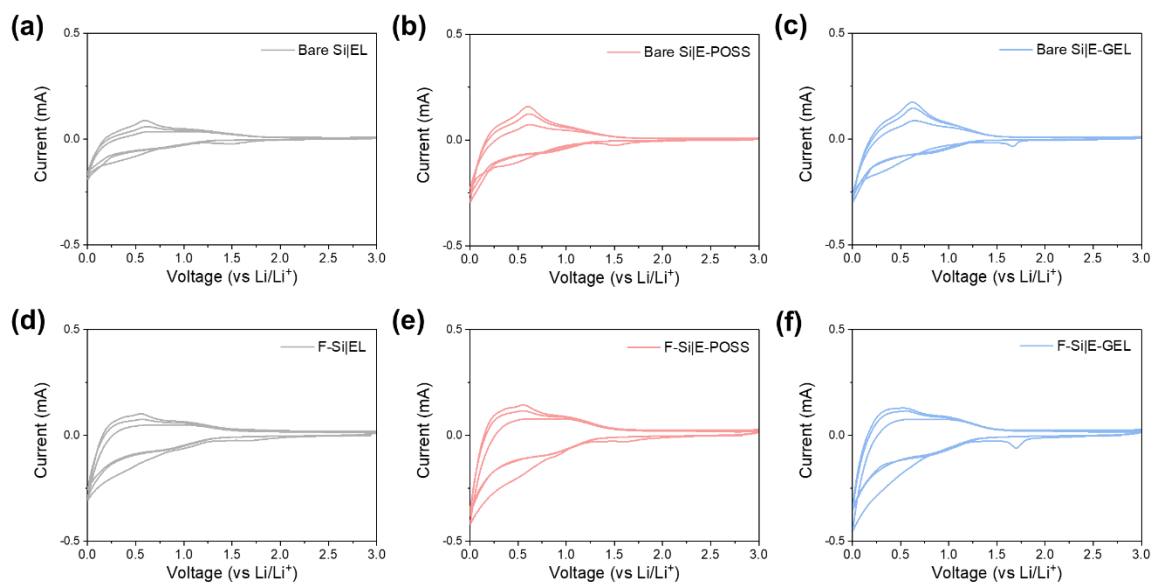 (a)
0.5
Bare Si|EL
Current (mA)
0.0
-0.5
0.0 0.5 1.0 1.5 2.0 2.5 3.0
Voltage (vs Li/Li⁺)
(b)
0.5
Bare Si|E-POSS
Current (mA)
0.0
-0.5
0.0 0.5 1.0 1.5 2.0 2.5 3.0
Voltage (vs Li/Li⁺)
(c)
0.5
Bare Si|E-GEL
Current (mA)
0.0
-0.5
0.0 0.5 1.0 1.5 2.0 2.5 3.0
Voltage (vs Li/Li⁺)
(d)
0.5
F-Si|EL
Current (mA)
0.0
-0.5
0.0 0.5 1.0 1.5 2.0 2.5 3.0
Voltage (vs Li/Li⁺)
(e)
0.5
F-Si|E-POSS
Current (mA)
0.0
-0.5
0.0 0.5 1.0 1.5 2.0 2.5 3.0
Voltage (vs Li/Li⁺)
(f)
0.5
F-Si|E-GEL
Current (mA)
0.0
-0.5
0.0 0.5 1.0 1.5 2.0 2.5 3.0
Voltage (vs Li/Li⁺)